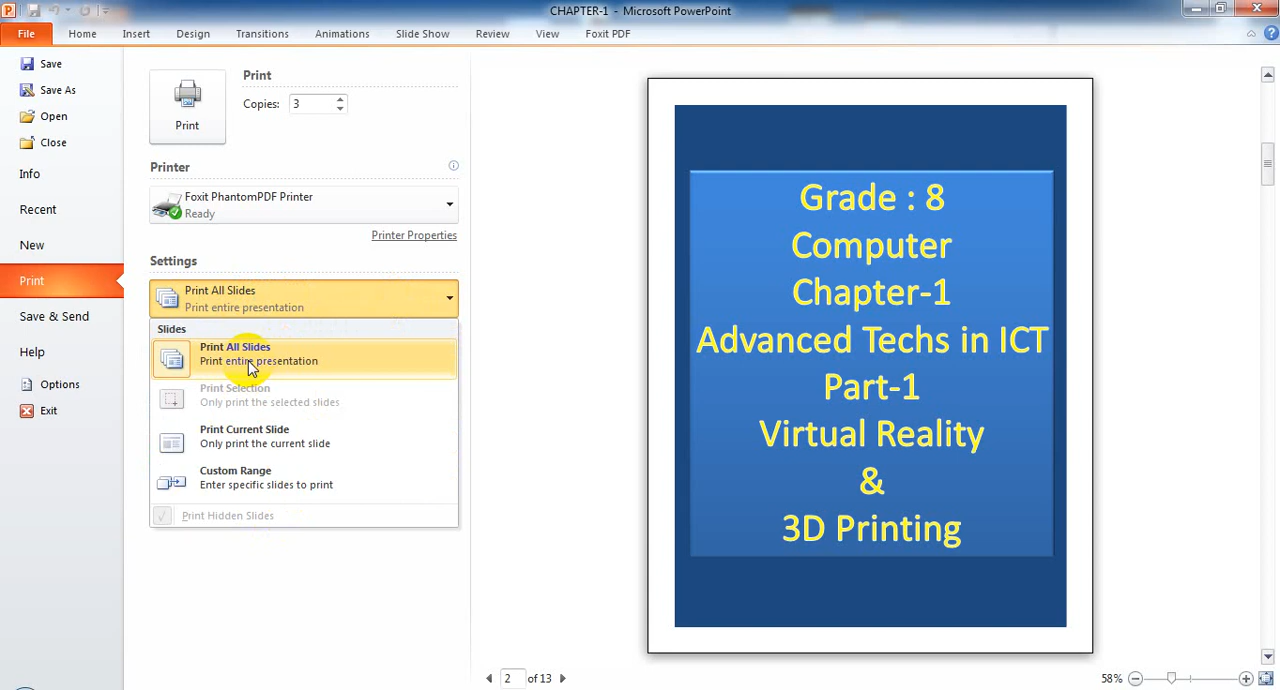 CHAPTER-1 - Microsoft PowerPoint
File Home Insert Design Transitions Animations Slide Show Review View Foxit PDF
Save
Save As
Open
Close
Info
Recent
New
Print
Save & Send
Help
Options
Exit
Print
Print
Copies: 3
Printer
Foxit PhantomPDF Printer
Ready
Printer Properties
Settings
Print All Slides
Print entire presentation
Slides
Print All Slides
Print entire presentation
Print Selection
Only print the selected slides
Print Current Slide
Only print the current slide
Custom Range
Enter specific slides to print
Print Hidden Slides
Grade : 8
Computer
Chapter-1
Advanced Techs in ICT
Part-1
Virtual Reality
&
3D Printing
2 of 13
58%